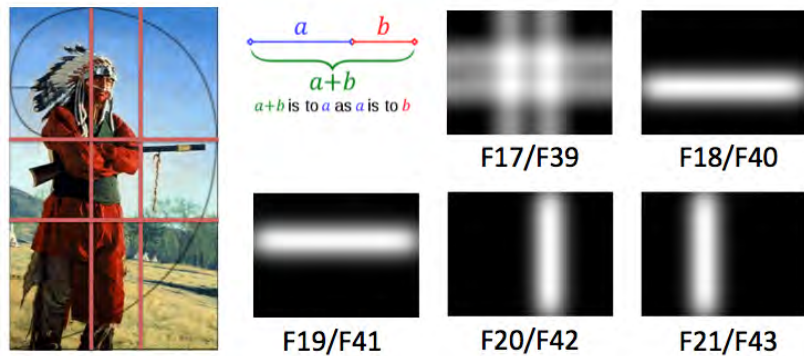 a b
a+b
a+b is to a as a is to b
F17/F39 F18/F40
F19/F41 F20/F42 F21/F43